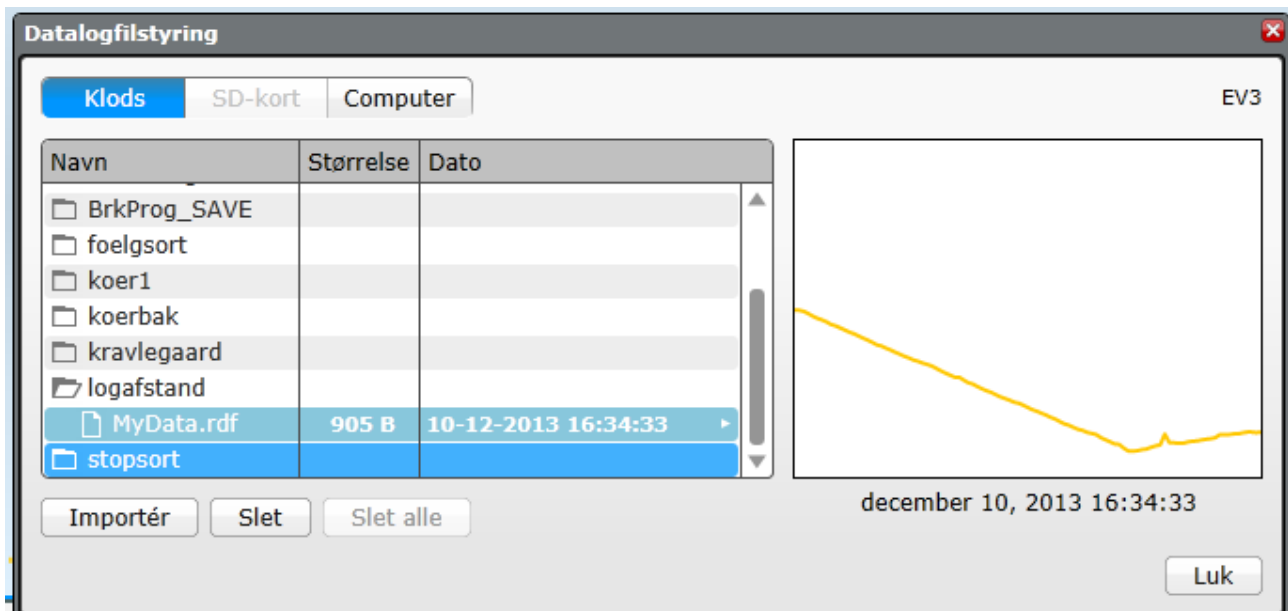 Datalogfilstyring
Klods SD-kort Computer EV3
Navn Størrelse Dato
BrkProg_SAVE
foelgsort
koer1
koerbak
kravlegaard
logafstand
MyData.rdf 905 B 10-12-2013 16:34:33
stopsort
december 10, 2013 16:34:33
Importér Slet Slet alle
Luk